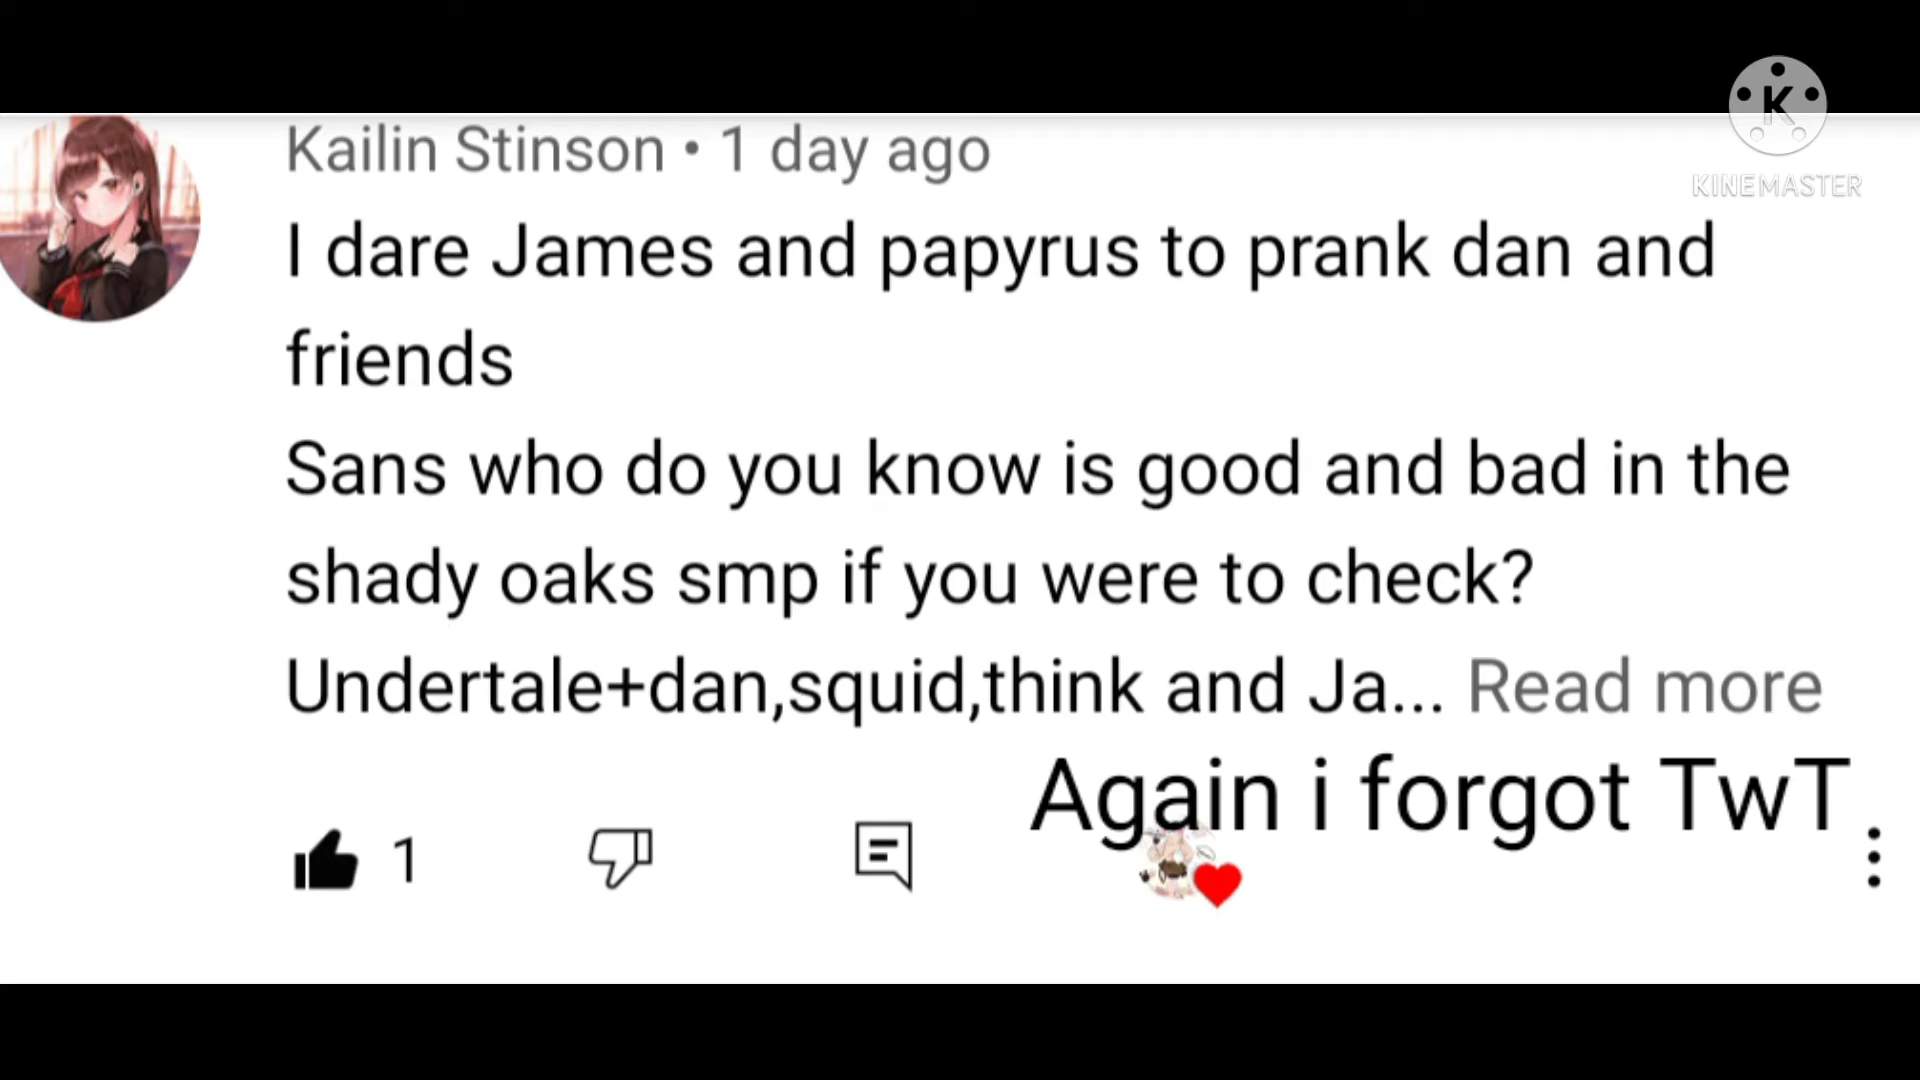 K
KINEMASTER
Kailin Stinson • 1 day ago
I dare James and papyrus to prank dan and
friends
Sans who do you know is good and bad in the
shady oaks smp if you were to check?
Undertale+dan,squid,think and Ja... Read more
Again i forgot TwT
1